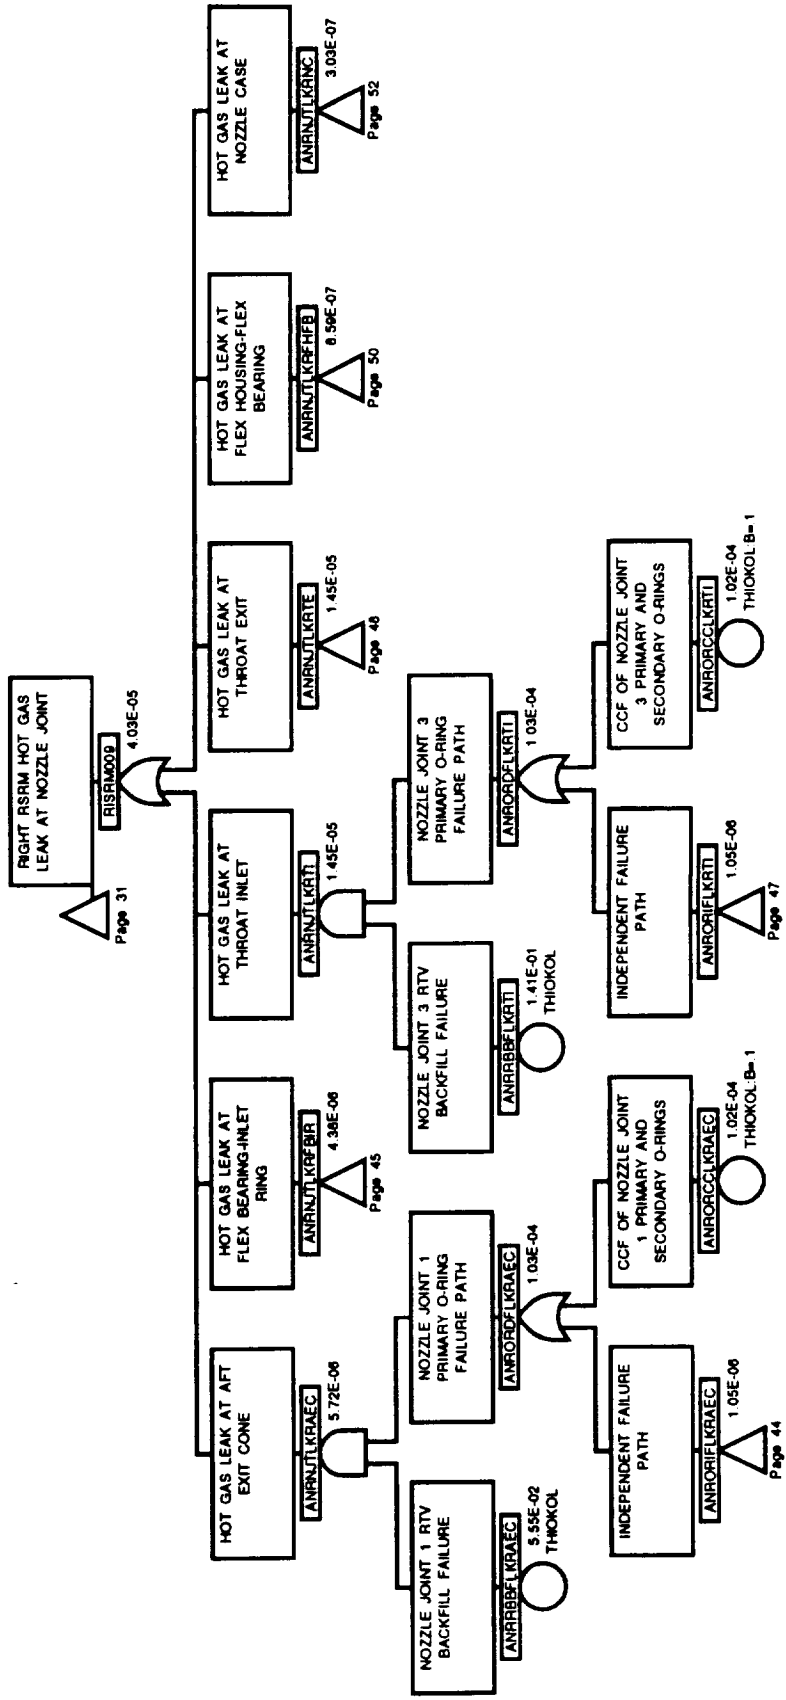 RIGHT RSRM HOT GAS
LEAK AT NOZZLE JOINT
RISRM009
4.03E-05
Page 31
HOT GAS LEAK AT AFT
EXIT CONE
ANRNJTLKRAEC
5.72E-06
HOT GAS LEAK AT
FLEX BEARING-INLET
RING
ANRNJTLKRFBIR
4.36E-06
Page 45
HOT GAS LEAK AT
THROAT INLET
ANRNJTLKRTI
1.45E-05
HOT GAS LEAK AT
THROAT EXIT
ANRNJTLKRTE
1.45E-05
Page 48
HOT GAS LEAK AT
FLEX HOUSING-FLEX
BEARING
ANRNJTLKRFHFB
8.59E-07
Page 50
HOT GAS LEAK AT
NOZZLE CASE
ANRNJTLKRNC
3.03E-07
Page 52
NOZZLE JOINT 1 RTV
BACKFILL FAILURE
ANRRBBFLKRAEC
5.55E-02
THIOKOL
NOZZLE JOINT 1
PRIMARY O-RING
FAILURE PATH
ANRORDFLKRAEC
1.03E-04
NOZZLE JOINT 3 RTV
BACKFILL FAILURE
ANRRBBFLKRTI
1.41E-01
THIOKOL
NOZZLE JOINT 3
PRIMARY O-RING
FAILURE PATH
ANRORDFLKRTI
1.03E-04
INDEPENDENT FAILURE
PATH
ANRORIFLKRAEC
1.05E-06
Page 44
CCF OF NOZZLE JOINT
1 PRIMARY AND
SECONDARY O-RINGS
ANRORCCLKRAEC
1.02E-04
THIOKOL:B=.1
INDEPENDENT FAILURE
PATH
ANRORIFLKRTI
1.05E-06
Page 47
CCF OF NOZZLE JOINT
3 PRIMARY AND
SECONDARY O-RINGS
ANRORCCLKRTI
1.02E-04
THIOKOL:B=.1